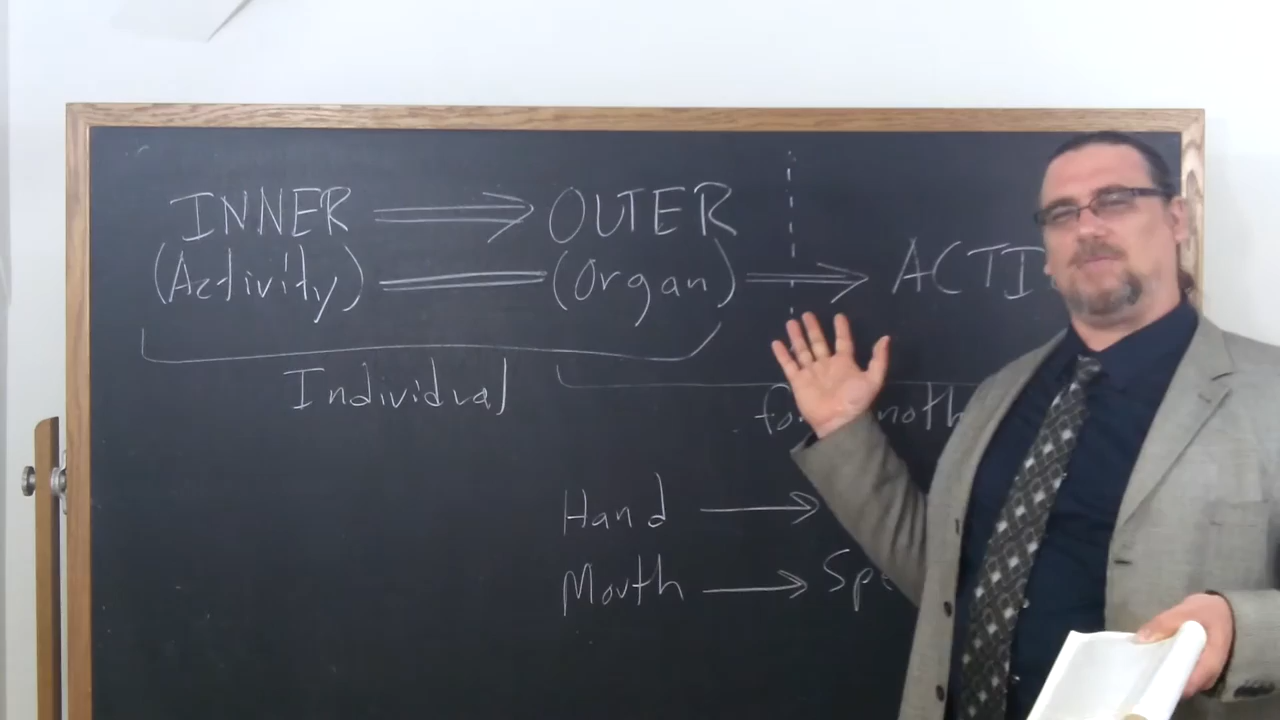 INNER ⟹ OUTER
(Activity) = (Organ) ⟹ ACTI
Individual
Hand →
Mouth → Spe